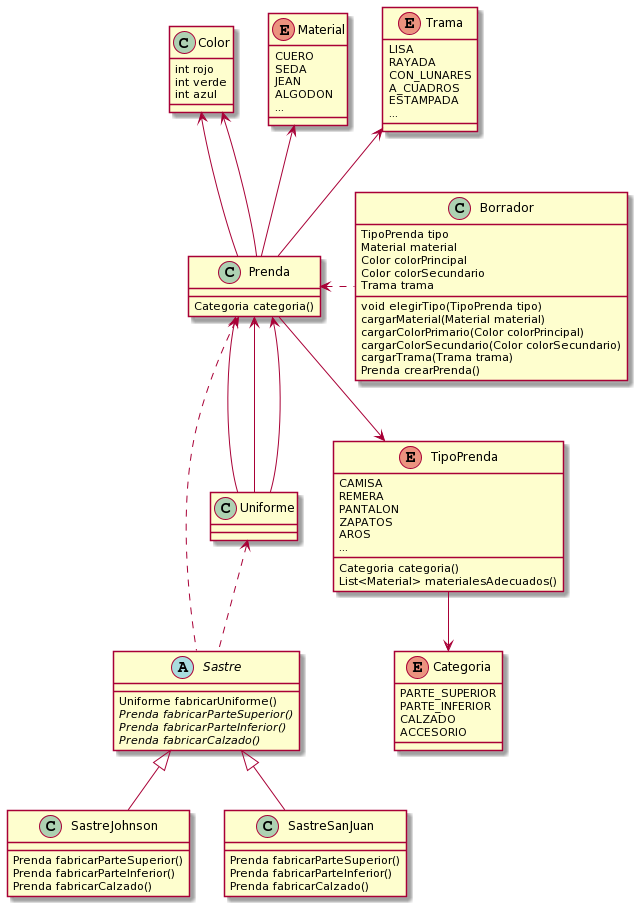 C Color
int rojo
int verde
int azul
E Material
CUERO
SEDA
JEAN
ALGODON
...
E Trama
LISA
RAYADA
CON_LUNARES
A_CUADROS
ESTAMPADA
...
C Prenda
Categoria categoria()
C Borrador
TipoPrenda tipo
Material material
Color colorPrincipal
Color colorSecundario
Trama trama
void elegirTipo(TipoPrenda tipo)
cargarMaterial(Material material)
cargarColorPrimario(Color colorPrincipal)
cargarColorSecundario(Color colorSecundario)
cargarTrama(Trama trama)
Prenda crearPrenda()
C Uniforme
E TipoPrenda
CAMISA
REMERA
PANTALON
ZAPATOS
AROS
...
Categoria categoria()
List<Material> materialesAdecuados()
A Sastre
Uniforme fabricarUniforme()
Prenda fabricarParteSuperior()
Prenda fabricarParteInferior()
Prenda fabricarCalzado()
E Categoria
PARTE_SUPERIOR
PARTE_INFERIOR
CALZADO
ACCESORIO
C SastreJohnson
Prenda fabricarParteSuperior()
Prenda fabricarParteInferior()
Prenda fabricarCalzado()
C SastreSanJuan
Prenda fabricarParteSuperior()
Prenda fabricarParteInferior()
Prenda fabricarCalzado()